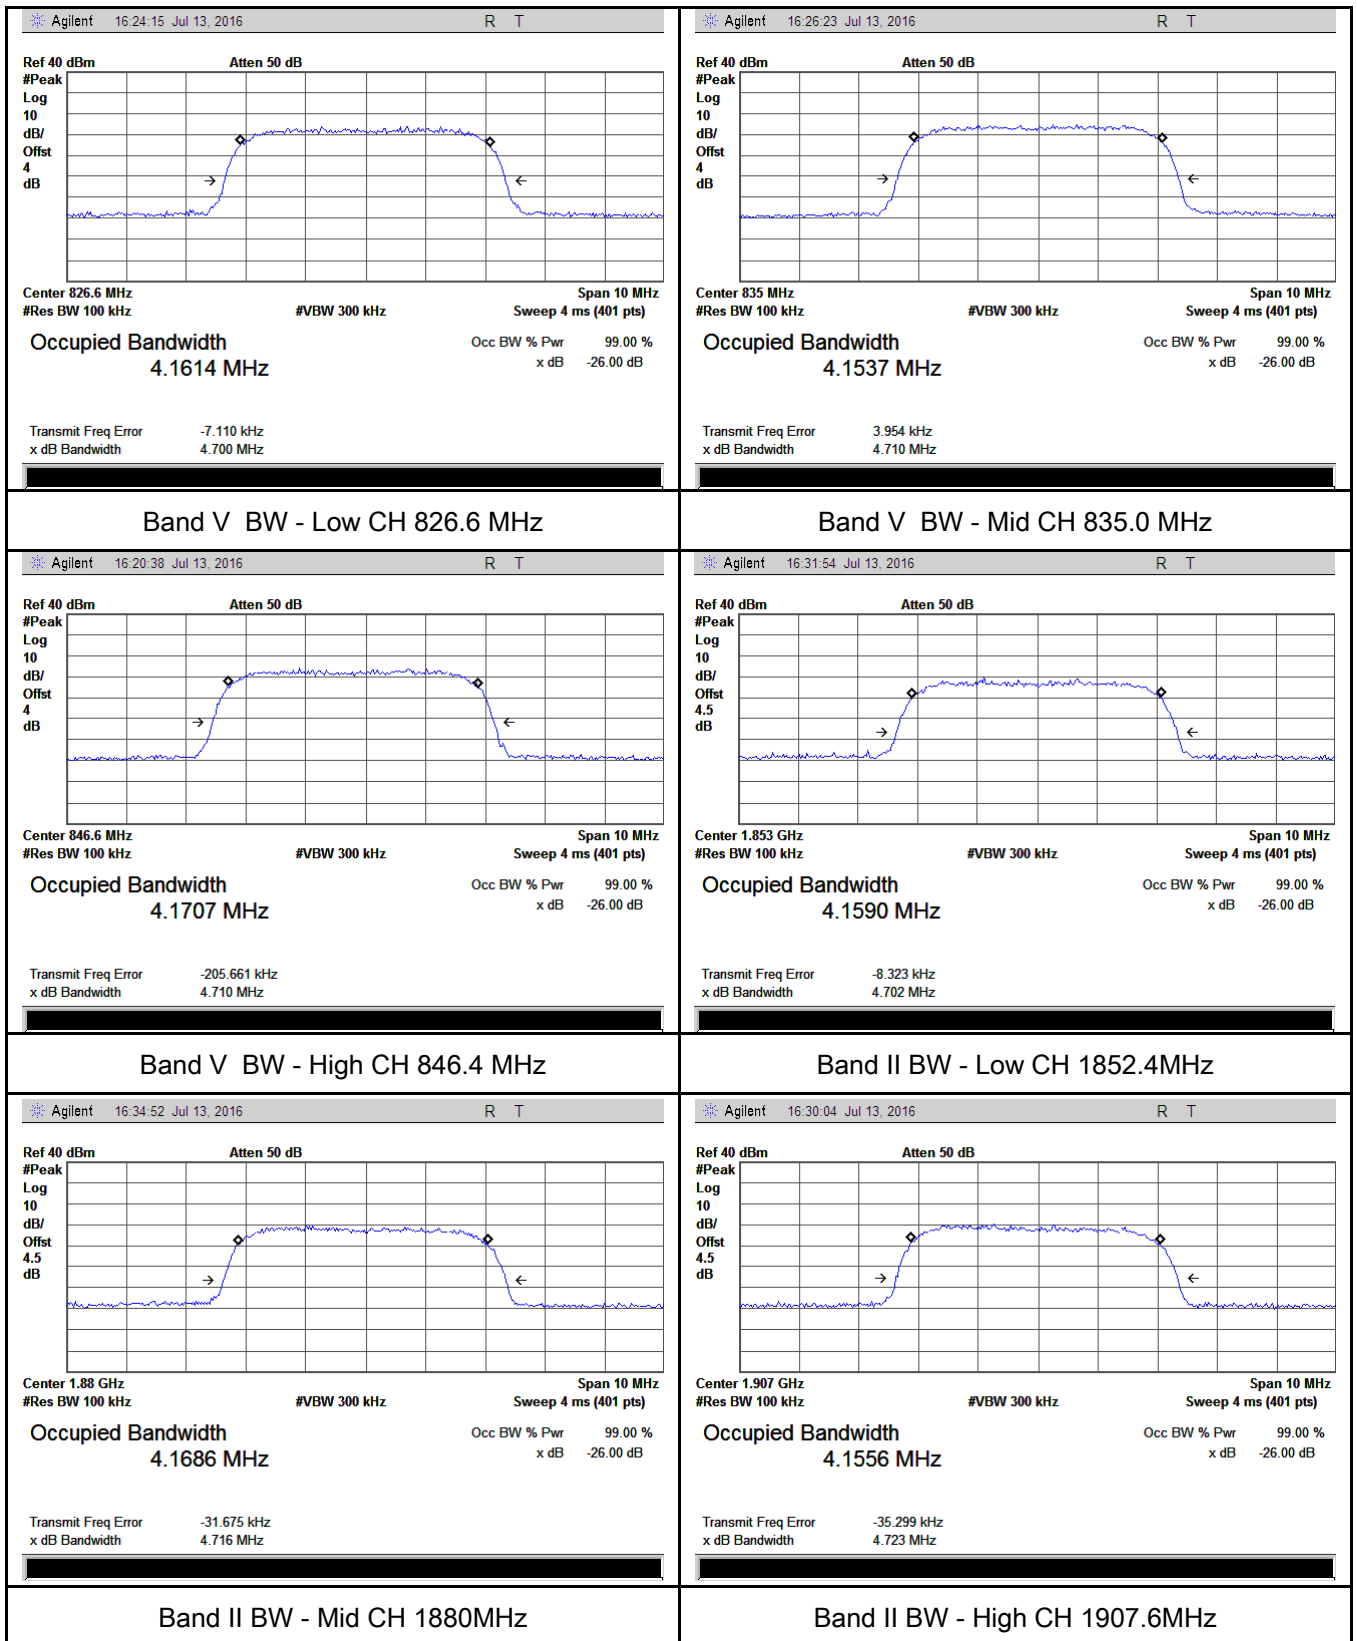 Agilent 16:24:15 Jul 13, 2016 R T
Ref 40 dBm Atten 50 dB
#Peak
Log
10
dB/
Offst
4
dB
Center 826.6 MHz Span 10 MHz
#Res BW 100 kHz #VBW 300 kHz Sweep 4 ms (401 pts)
Occupied Bandwidth Occ BW % Pwr 99.00 %
4.1614 MHz x dB -26.00 dB
Transmit Freq Error -7.110 kHz
x dB Bandwidth 4.700 MHz
Band V BW - Low CH 826.6 MHz
Agilent 16:26:23 Jul 13, 2016 R T
Ref 40 dBm Atten 50 dB
#Peak
Log
10
dB/
Offst
4
dB
Center 835 MHz Span 10 MHz
#Res BW 100 kHz #VBW 300 kHz Sweep 4 ms (401 pts)
Occupied Bandwidth Occ BW % Pwr 99.00 %
4.1537 MHz x dB -26.00 dB
Transmit Freq Error 3.954 kHz
x dB Bandwidth 4.710 MHz
Band V BW - Mid CH 835.0 MHz
Agilent 16:20:38 Jul 13, 2016 R T
Ref 40 dBm Atten 50 dB
#Peak
Log
10
dB/
Offst
4
dB
Center 846.6 MHz Span 10 MHz
#Res BW 100 kHz #VBW 300 kHz Sweep 4 ms (401 pts)
Occupied Bandwidth Occ BW % Pwr 99.00 %
4.1707 MHz x dB -26.00 dB
Transmit Freq Error -205.661 kHz
x dB Bandwidth 4.710 MHz
Band V BW - High CH 846.4 MHz
Agilent 16:31:54 Jul 13, 2016 R T
Ref 40 dBm Atten 50 dB
#Peak
Log
10
dB/
Offst
4.5
dB
Center 1.853 GHz Span 10 MHz
#Res BW 100 kHz #VBW 300 kHz Sweep 4 ms (401 pts)
Occupied Bandwidth Occ BW % Pwr 99.00 %
4.1590 MHz x dB -26.00 dB
Transmit Freq Error -8.323 kHz
x dB Bandwidth 4.702 MHz
Band II BW - Low CH 1852.4MHz
Agilent 16:34:52 Jul 13, 2016 R T
Ref 40 dBm Atten 50 dB
#Peak
Log
10
dB/
Offst
4.5
dB
Center 1.88 GHz Span 10 MHz
#Res BW 100 kHz #VBW 300 kHz Sweep 4 ms (401 pts)
Occupied Bandwidth Occ BW % Pwr 99.00 %
4.1686 MHz x dB -26.00 dB
Transmit Freq Error -31.675 kHz
x dB Bandwidth 4.716 MHz
Band II BW - Mid CH 1880MHz
Agilent 16:30:04 Jul 13, 2016 R T
Ref 40 dBm Atten 50 dB
#Peak
Log
10
dB/
Offst
4.5
dB
Center 1.907 GHz Span 10 MHz
#Res BW 100 kHz #VBW 300 kHz Sweep 4 ms (401 pts)
Occupied Bandwidth Occ BW % Pwr 99.00 %
4.1556 MHz x dB -26.00 dB
Transmit Freq Error -35.299 kHz
x dB Bandwidth 4.723 MHz
Band II BW - High CH 1907.6MHz